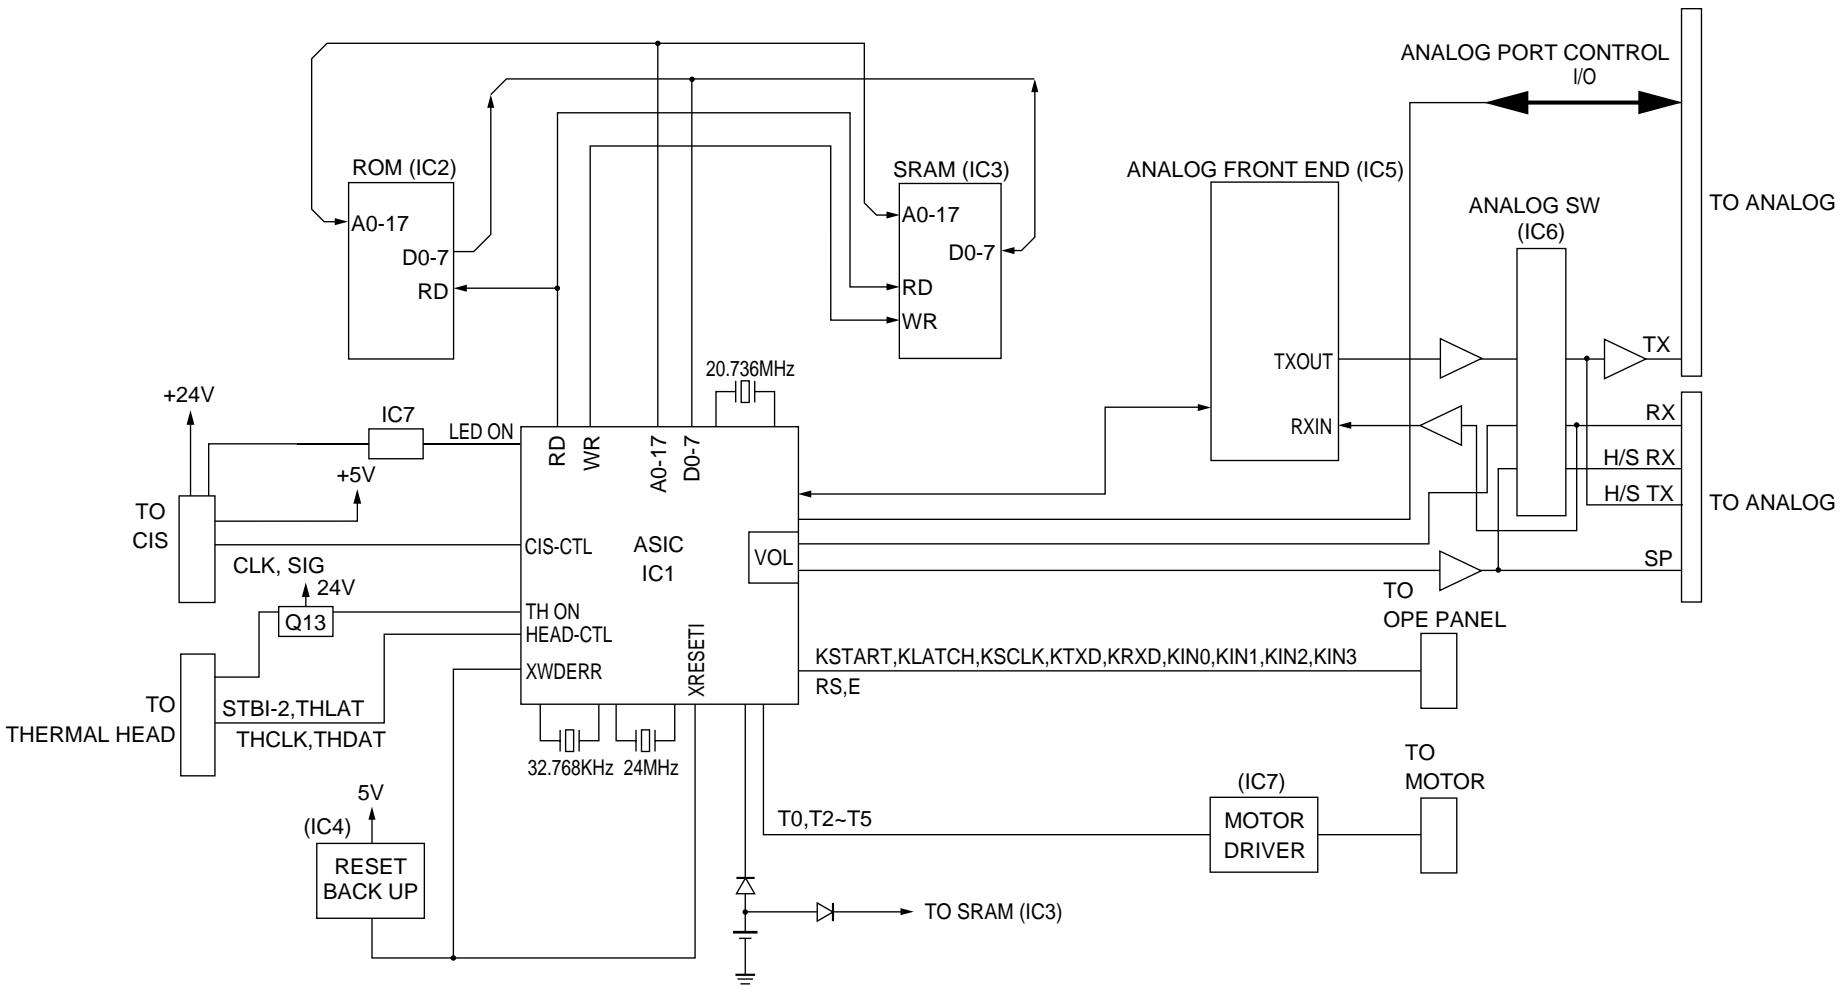 ANALOG PORT CONTROL
I/O
ROM (IC2)
A0-17
D0-7
RD
SRAM (IC3)
A0-17
D0-7
RD
WR
ANALOG FRONT END (IC5)
TXOUT
RXIN
ANALOG SW
(IC6)
TO ANALOG
TX
RX
H/S RX
H/S TX
TO ANALOG
SP
20.736MHz
+24V
IC7
LED ON
+5V
TO
CIS
CLK, SIG
RD
WR
A0-17
D0-7
CIS-CTL
ASIC
IC1
VOL
24V
Q13
TH ON
HEAD-CTL
XWDERR
XRESETI
TO
OPE PANEL
KSTART,KLATCH,KSCLK,KTXD,KRXD,KIN0,KIN1,KIN2,KIN3
RS,E
TO
THERMAL HEAD
STBI-2,THLAT
THCLK,THDAT
32.768KHz
24MHz
5V
(IC4)
RESET
BACK UP
T0,T2~T5
(IC7)
MOTOR
DRIVER
TO
MOTOR
TO SRAM (IC3)